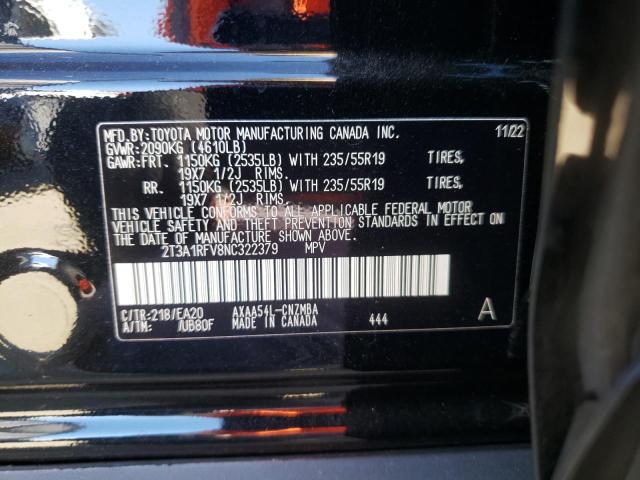 MFD.BY:TOYOTA MOTOR MANUFACTURING CANADA INC. 11/22
GVWR:2090KG (4610LB)
GAWR:FRT. 1150KG (2535LB) WITH 235/55R19 TIRES,
19X7 1/2J RIMS.
RR. 1150KG (2535LB) WITH 235/55R19 TIRES,
19X7 1/2J RIMS.
THIS VEHICLE CONFORMS TO ALL APPLICABLE FEDERAL MOTOR
VEHICLE SAFETY AND THEFT PREVENTION STANDARDS IN EFFECT ON
THE DATE OF MANUFACTURE SHOWN ABOVE.
2T3A1RFV8NC322379 MPV
C/TR:218/EA20 AXAA54L-CNZMBA
A/TM: /UB80F MADE IN CANADA 444 A